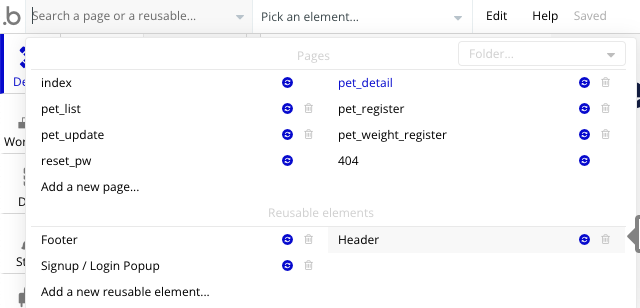 .b Search a page or a reusable... Pick an element... Edit Help Saved
Pages Folder...
index pet_detail
pet_list pet_register
pet_update pet_weight_register
reset_pw 404
Add a new page...
Reusable elements
Footer Header
Signup / Login Popup
Add a new reusable element...
De
Wor
D
St